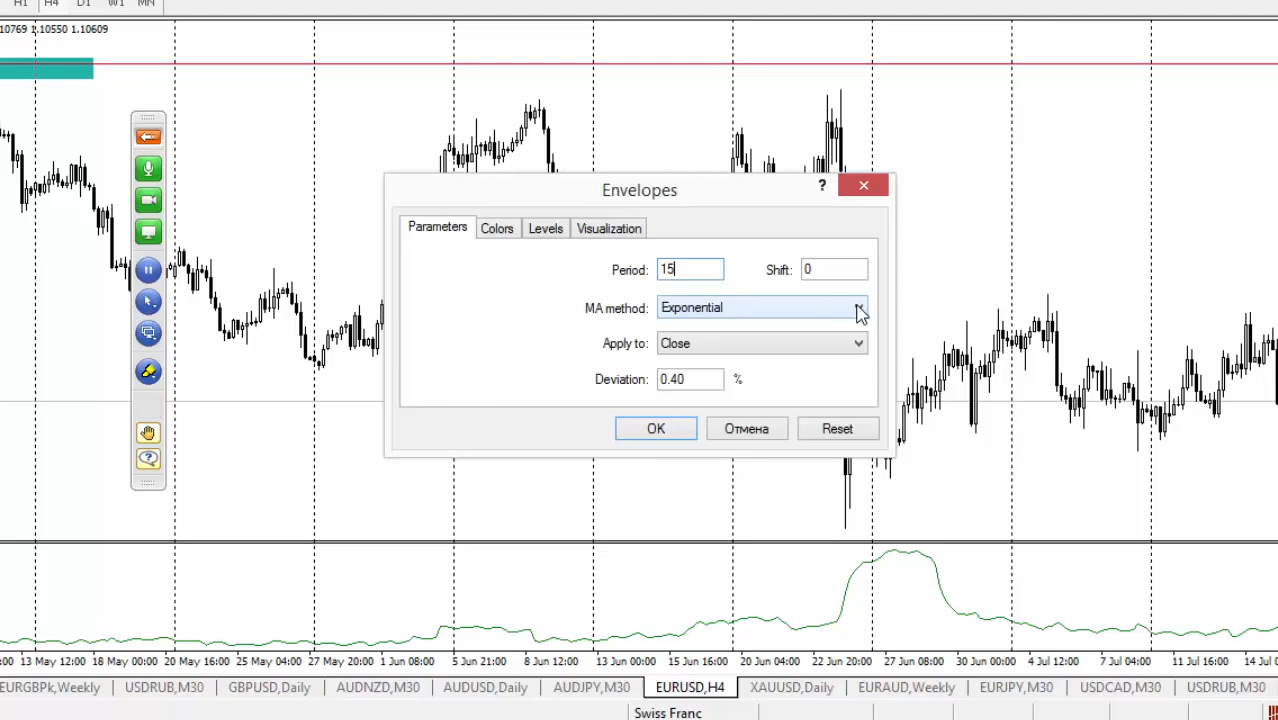 H1 H4 D1 W1 MN
10769 1.10550 1.10609
Envelopes ?
Parameters Colors Levels Visualization
Period: 15 Shift: 0
MA method: Exponential
Apply to: Close
Deviation: 0.40 %
OK Отмена Reset
:00 13 May 12:00 18 May 00:00 20 May 16:00 25 May 04:00 27 May 20:00 1 Jun 08:00 5 Jun 21:00 8 Jun 12:00 13 Jun 00:00 15 Jun 16:00 20 Jun 04:00 22 Jun 20:00 27 Jun 08:00 30 Jun 00:00 4 Jul 12:00 7 Jul 04:00 11 Jul 16:00 14 Jul 0
EURGBPk,Weekly USDRUB,M30 GBPUSD,Daily AUDNZD,M30 AUDUSD,Daily AUDJPY,M30 EURUSD,H4 XAUUSD,Daily EURAUD,Weekly EURJPY,M30 USDCAD,M30 USDRUB,M30
Swiss Franc